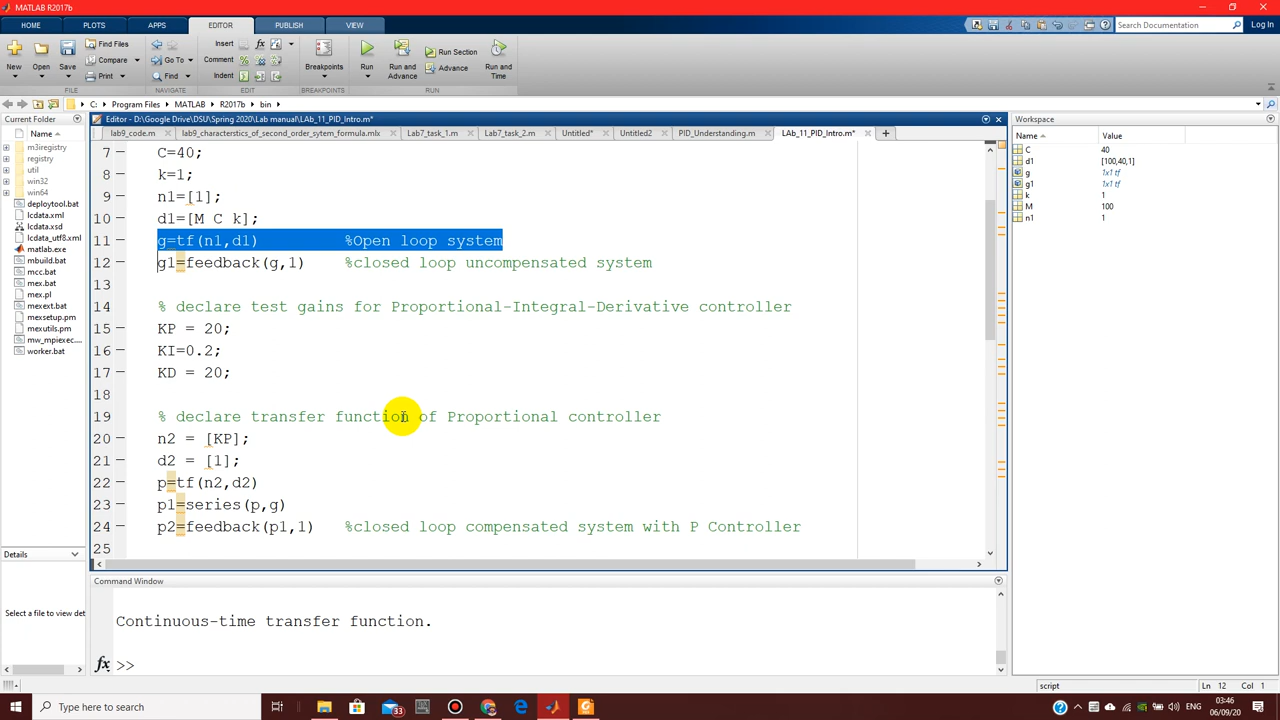 MATLAB R2017b
HOME PLOTS APPS EDITOR PUBLISH VIEW Search Documentation Log In
New Open Save Find Files Compare Print Go To Find Insert Comment Indent fx Breakpoints Run Run and Advance Run Section Advance Run and Time
FILE NAVIGATE EDIT BREAKPOINTS RUN
C: Program Files MATLAB R2017b bin
Current Folder
Name
m3iregistry
registry
util
win32
win64
deploytool.bat
lcdata.xml
lcdata.xsd
lcdata_utf8.xml
matlab.exe
mbuild.bat
mcc.bat
mex.bat
mex.pl
mexext.bat
mexsetup.pm
mexutils.pm
mw_mpiexec....
worker.bat
Details
Select a file to view det
Editor - D:\Google Drive\DSU\Spring 2020\Lab manual\LAb_11_PID_Intro.m*
lab9_code.m lab9_characterstics_of_second_order_sytem_formula.mlx Lab7_task_1.m Lab7_task_2.m Untitled* Untitled2 PID_Understanding.m LAb_11_PID_Intro.m*
7 C=40;
8 k=1;
9 n1=[1];
10 d1=[M C k];
11 g=tf(n1,d1) %Open loop system
12 g1=feedback(g,1) %closed loop uncompensated system
13
14 % declare test gains for Proportional-Integral-Derivative controller
15 KP = 20;
16 KI=0.2;
17 KD = 20;
18
19 % declare transfer function of Proportional controller
20 n2 = [KP];
21 d2 = [1];
22 p=tf(n2,d2)
23 p1=series(p,g)
24 p2=feedback(p1,1) %closed loop compensated system with P Controller
25
Command Window
Continuous-time transfer function.
fx >>
Workspace
Name Value
C 40
d1 [100,40,1]
g 1x1 tf
g1 1x1 tf
k 1
M 100
n1 1
script Ln 12 Col 1
Type here to search
33
03:46
06/09/20